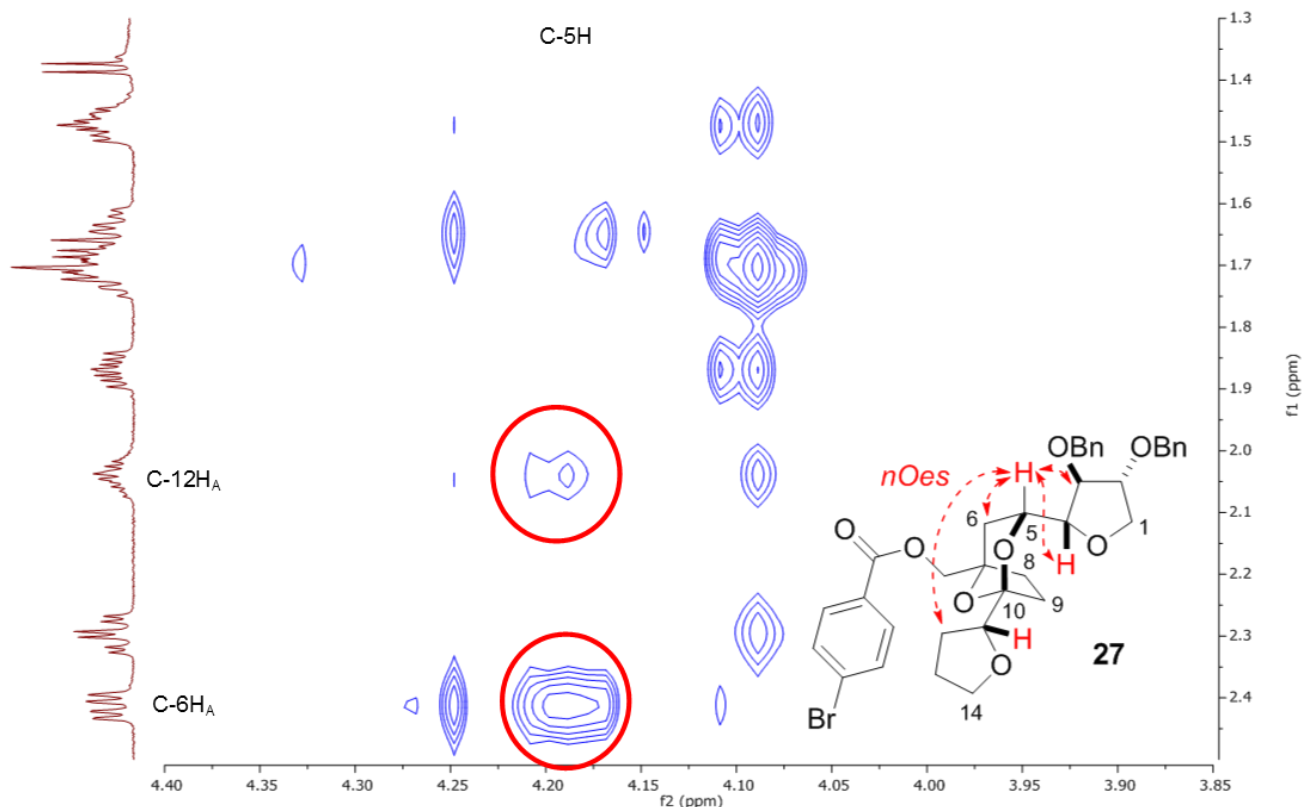 C-5H
1.3
1.4
1.5
1.6
1.7
1.8
1.9
2.0
2.1
2.2
2.3
2.4
f1 (ppm)
C-12H_A
C-6H_A
4.40 4.35 4.30 4.25 4.20 4.15 4.10 4.05 4.00 3.95 3.90 3.85
f2 (ppm)
OBn OBn
nOes H
6 5 1
O O O H
O 8
O 9
10
H
O
27
Br 14